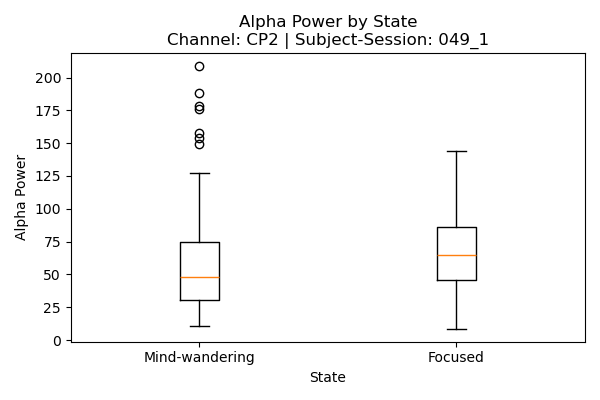 Alpha Power by State
Channel: CP2 | Subject-Session: 049_1
200
175
150
125
100
75
50
25
0
Alpha Power
Mind-wandering
Focused
State